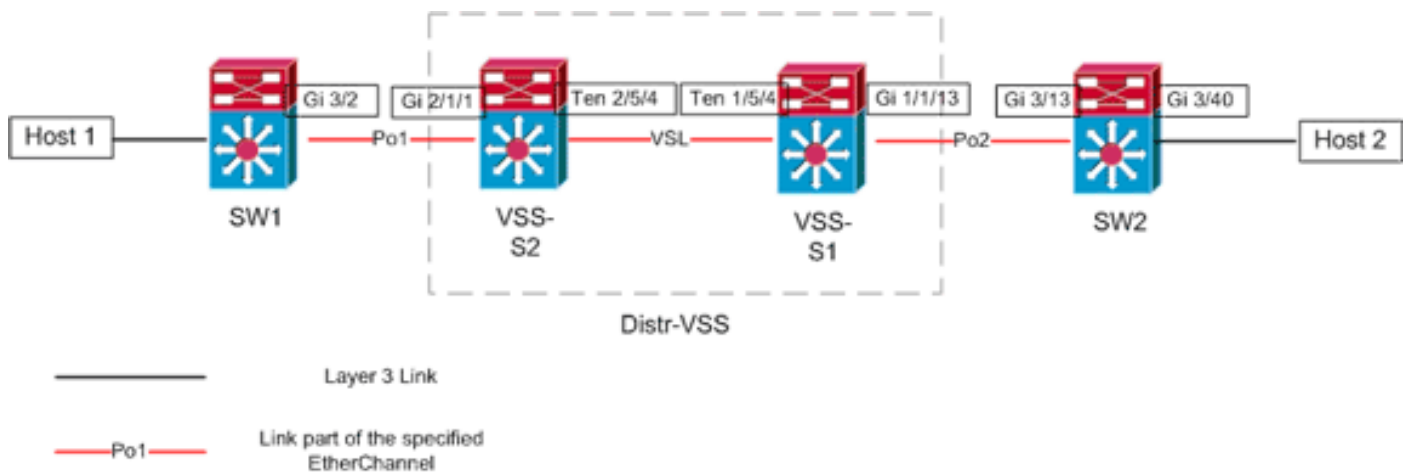 Gi 3/2
Gi 2/1/1
Ten 2/5/4
Ten 1/5/4
Gi 1/1/13
Gi 3/13
Gi 3/40
Host 1
Po1
VSL
Po2
Host 2
SW1
VSS-
S2
VSS-
S1
SW2
Distr-VSS
Layer 3 Link
Po1
Link part of the specified
EtherChannel